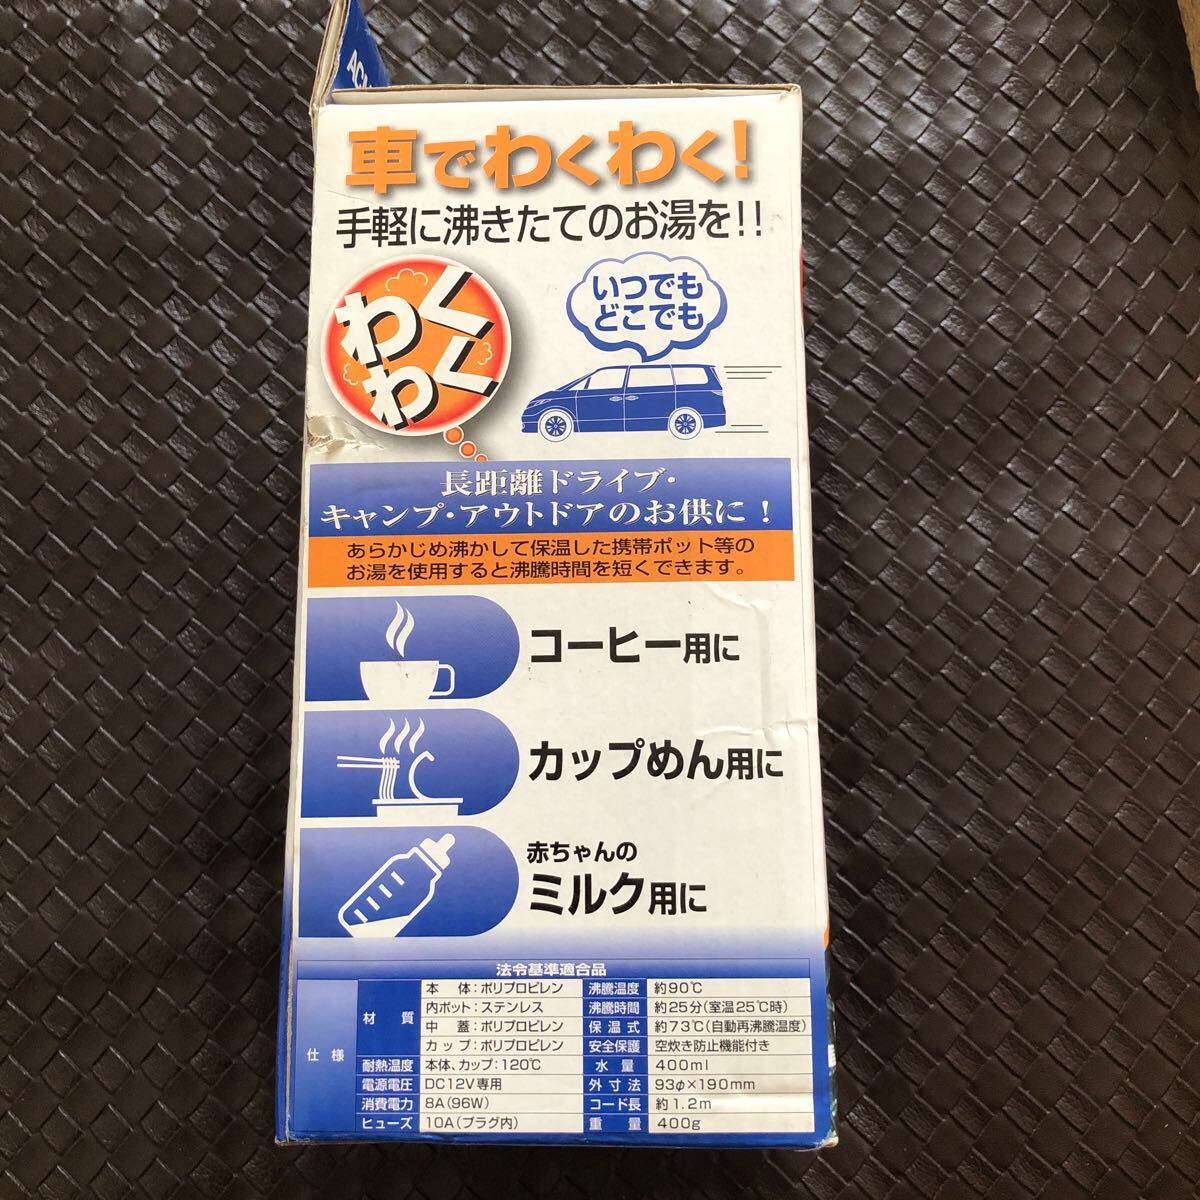 車でわくわく!
手軽に沸きたてのお湯を!!
わく
わく
いつでも
どこでも
長距離ドライブ・
キャンプ・アウトドアのお供に!
あらかじめ沸かして保温した携帯ポット等の
お湯を使用すると沸騰時間を短くできます。
コーヒー用に
カップめん用に
赤ちゃんの
ミルク用に
法令基準適合品
仕様
材質
本体:ポリプロピレン
内ポット:ステンレス
中蓋:ポリプロピレン
カップ:ポリプロピレン
耐熱温度 本体、カップ:120℃
電源電圧 DC12V専用
消費電力 8A(96W)
ヒューズ 10A(プラグ内)
沸騰温度 約90℃
沸騰時間 約25分(室温25℃時)
保温式 約73℃(自動再沸騰温度)
安全保護 空炊き防止機能付き
水量 400ml
外寸法 93φ×190mm
コード長 約1.2m
重量 400g